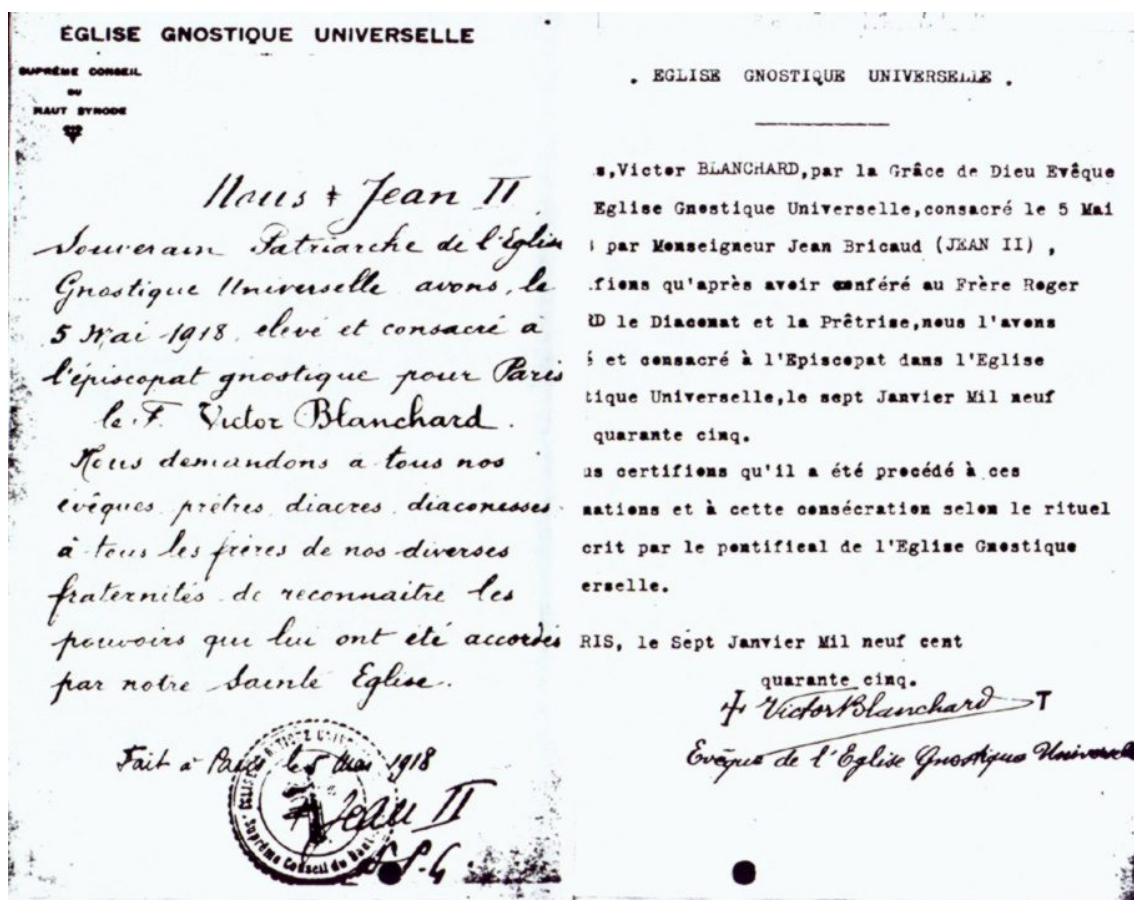 ÉGLISE GNOSTIQUE UNIVERSELLE
SUPRÊME CONSEIL
DU
HAUT SYNODE
Nous ‡ Jean II
Souverain Patriarche de l'Eglise
Gnostique Universelle avons, le
5 Mai 1918, élevé et consacré à
l'épiscopat gnostique pour Paris
le F. Victor Blanchard.
Nous demandons à tous nos
évêques, prêtres, diacres, diaconesses
à tous les frères de nos diverses
fraternités de reconnaitre les
pouvoirs qui lui ont été accordés
par notre Sainte Eglise.
Fait à Paris le 5 Mai 1918
Jean II
Suprême Conseil du Haut
. EGLISE GNOSTIQUE UNIVERSELLE .
s,Victor BLANCHARD,par la Grâce de Dieu Evêque
Eglise Gnostique Universelle,consacré le 5 Mai
par Monseigneur Jean Bricaud (JEAN II) ,
fions qu'après avoir conféré au Frère Roger
RD le Diaconat et la Prêtrise,nous l'avons
et consacré à l'Episcopat dans l'Eglise
tique Universelle,le sept Janvier Mil neuf
quarante cinq.
us certifions qu'il a été procédé à ces
nations et à cette consécration selon le rituel
crit par le pontifical de l'Eglise Gnostique
erselle.
RIS, le Sept Janvier Mil neuf cent
quarante cinq.
‡ Victor Blanchard T
Evêque de l'Eglise Gnostique Universelle